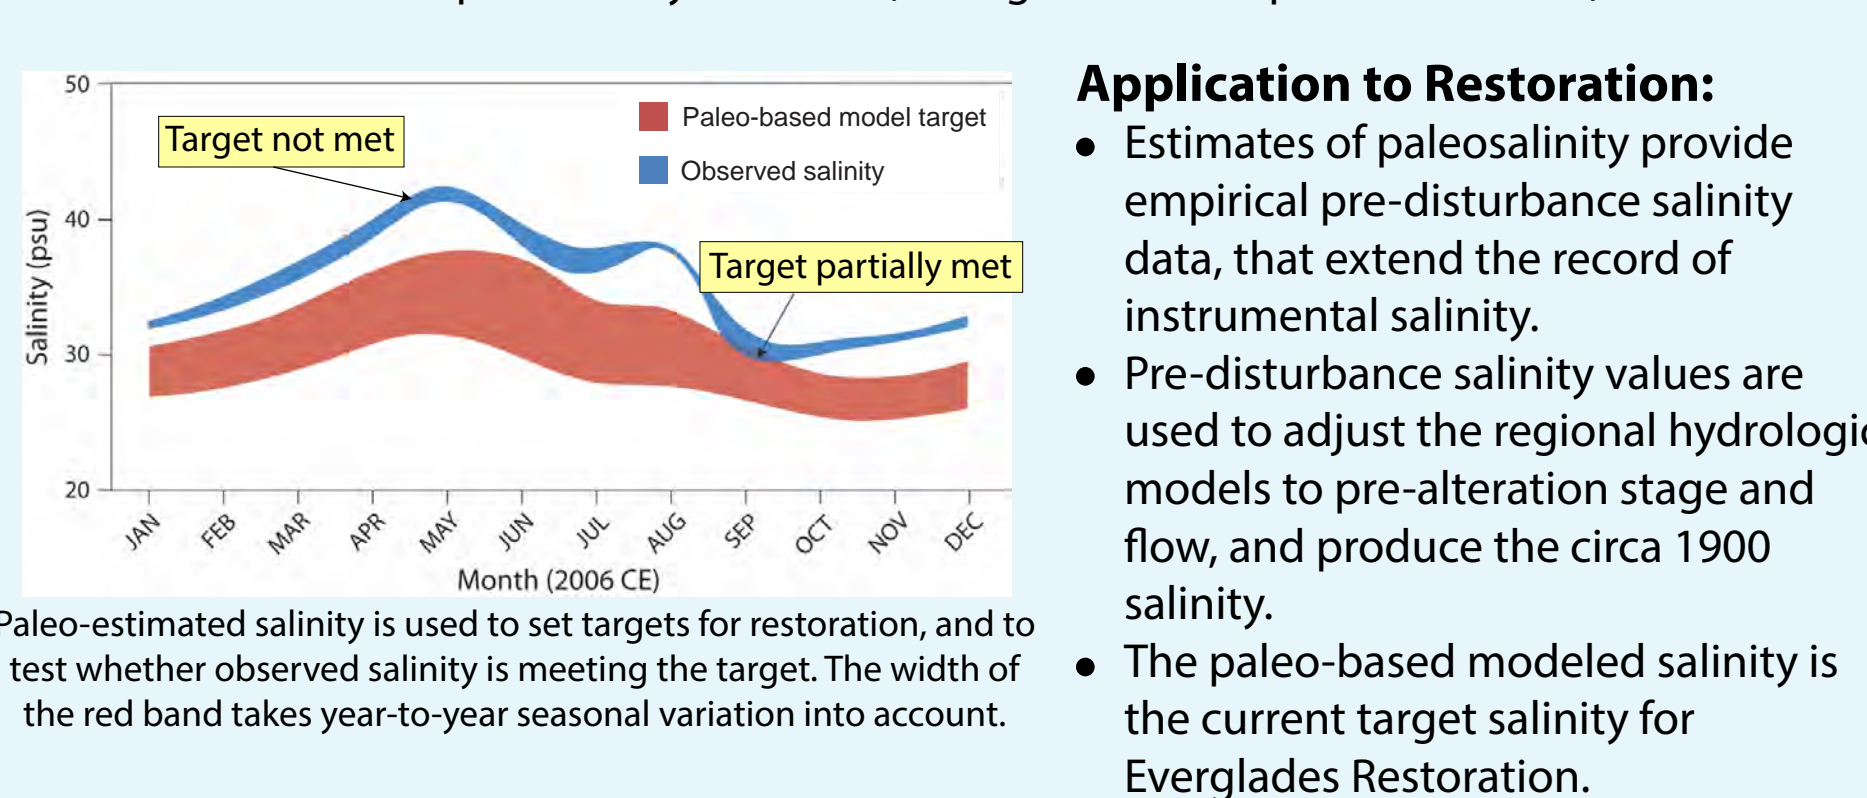 50
40
30
20
Salinity (psu)
Target not met
Paleo-based model target
Observed salinity
Target partially met
JAN
FEB
MAR
APR
MAY
JUN
JUL
AUG
SEP
OCT
NOV
DEC
Month (2006 CE)
Paleo-estimated salinity is used to set targets for restoration, and to
test whether observed salinity is meeting the target. The width of
the red band takes year-to-year seasonal variation into account.
Application to Restoration:
• Estimates of paleosalinity provide
empirical pre-disturbance salinity
data, that extend the record of
instrumental salinity.
• Pre-disturbance salinity values are
used to adjust the regional hydrologic
models to pre-alteration stage and
flow, and produce the circa 1900
salinity.
• The paleo-based modeled salinity is
the current target salinity for
Everglades Restoration.